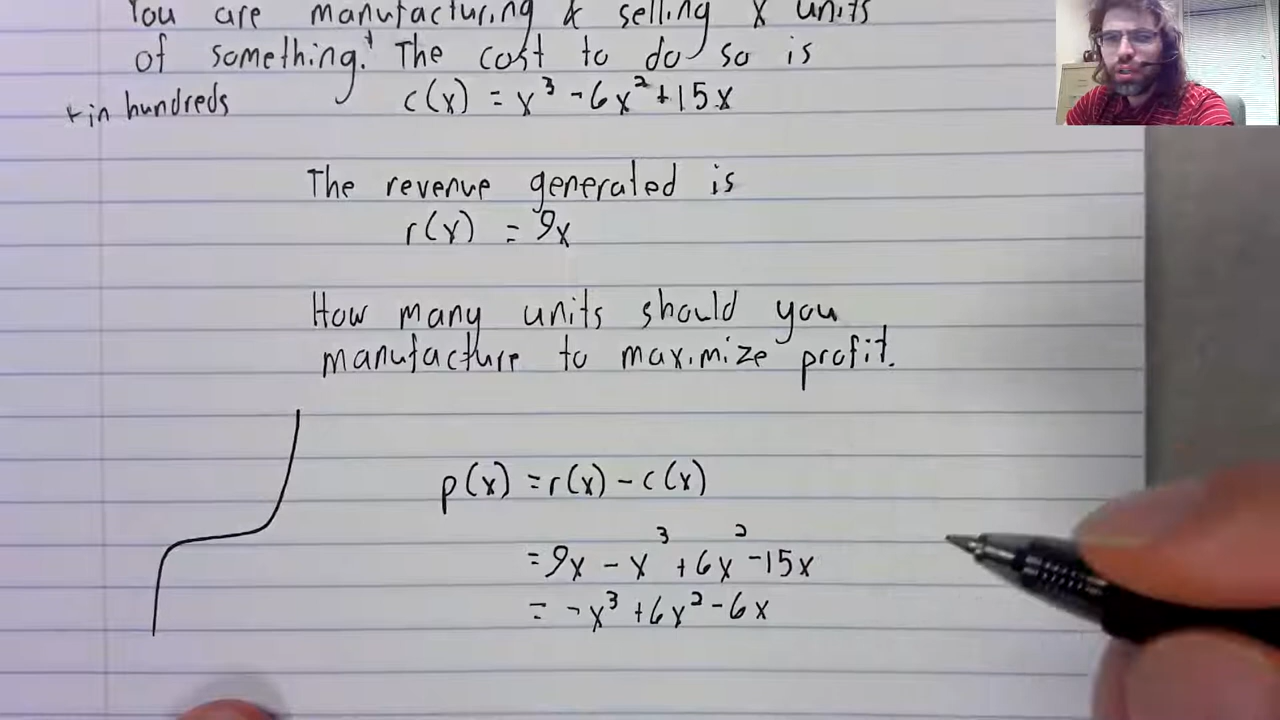 You are manufacturing & selling x units
of something.⁺ The cost to do so is
+ in hundreds
c(x) = x³ - 6x² + 15x
The revenue generated is
r(x) = 9x
How many units should you
manufacture to maximize profit.
p(x) = r(x) - c(x)
= 9x - x³ + 6x² - 15x
= -x³ + 6x² - 6x